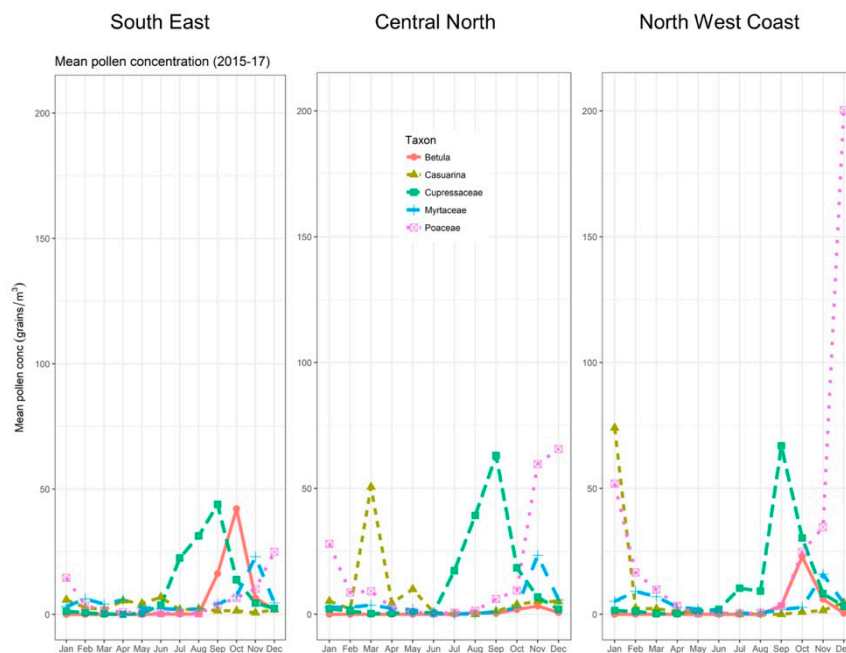 South East
Central North
North West Coast
Mean pollen concentration (2015-17)
Mean pollen conc (grains/m³)
200
150
100
50
0
Jan Feb Mar Apr May Jun Jul Aug Sep Oct Nov Dec
200
150
100
50
0
Taxon
Betula
Casuarina
Cupressaceae
Myrtaceae
Poaceae
Jan Feb Mar Apr May Jun Jul Aug Sep Oct Nov Dec
200
150
100
50
0
Jan Feb Mar Apr May Jun Jul Aug Sep Oct Nov Dec